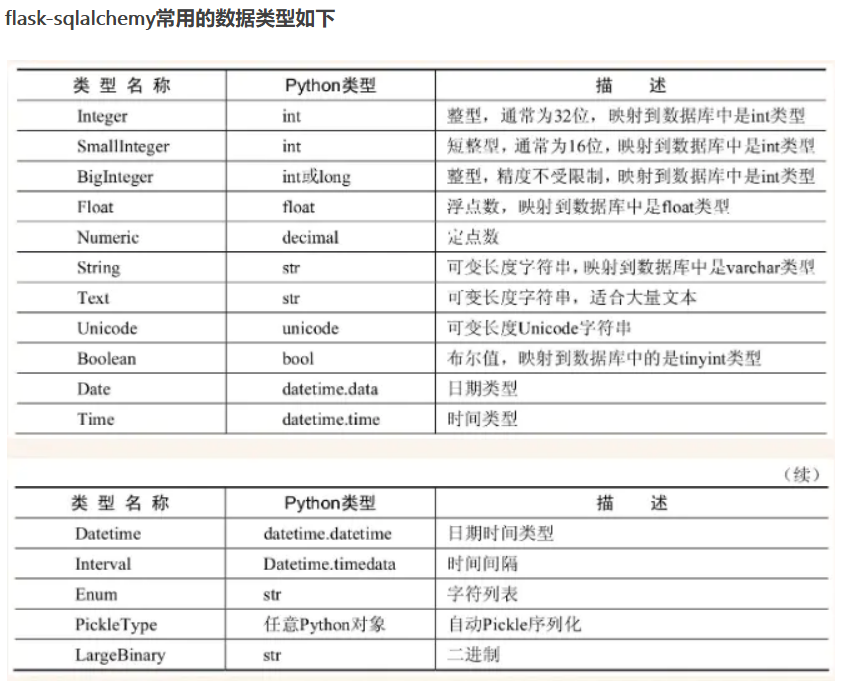 flask-sqlalchemy常用的数据类型如下
类型名称 Python类型 描述
Integer int 整型，通常为32位，映射到数据库中是int类型
SmallInteger int 短整型，通常为16位，映射到数据库中是int类型
BigInteger int或long 整型，精度不受限制，映射到数据库中是int类型
Float float 浮点数，映射到数据库中是float类型
Numeric decimal 定点数
String str 可变长度字符串，映射到数据库中是varchar类型
Text str 可变长度字符串，适合大量文本
Unicode unicode 可变长度Unicode字符串
Boolean bool 布尔值，映射到数据库中的是tinyint类型
Date datetime.data 日期类型
Time datetime.time 时间类型
（续）
类型名称 Python类型 描述
Datetime datetime.datetime 日期时间类型
Interval Datetime.timedata 时间间隔
Enum str 字符列表
PickleType 任意Python对象 自动Pickle序列化
LargeBinary str 二进制